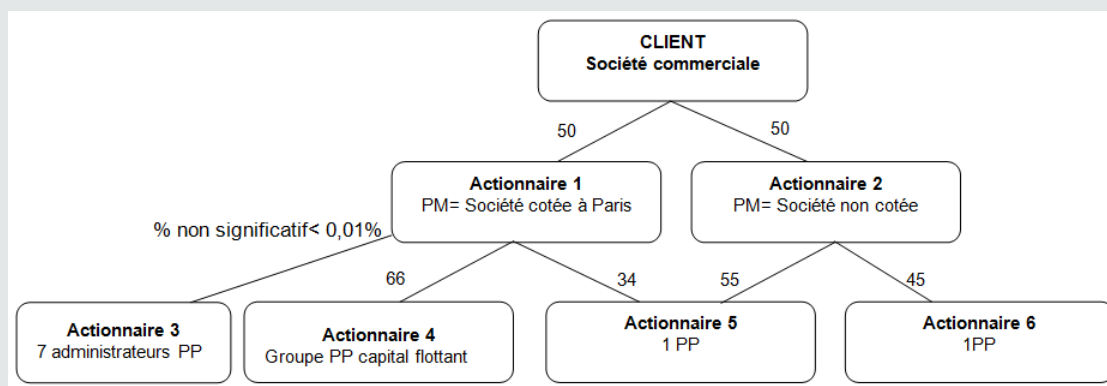 CLIENT
Société commerciale
50
50
Actionnaire 1
PM= Société cotée à Paris
Actionnaire 2
PM= Société non cotée
% non significatif< 0,01%
66
34
55
45
Actionnaire 3
7 administrateurs PP
Actionnaire 4
Groupe PP capital flottant
Actionnaire 5
1 PP
Actionnaire 6
1PP